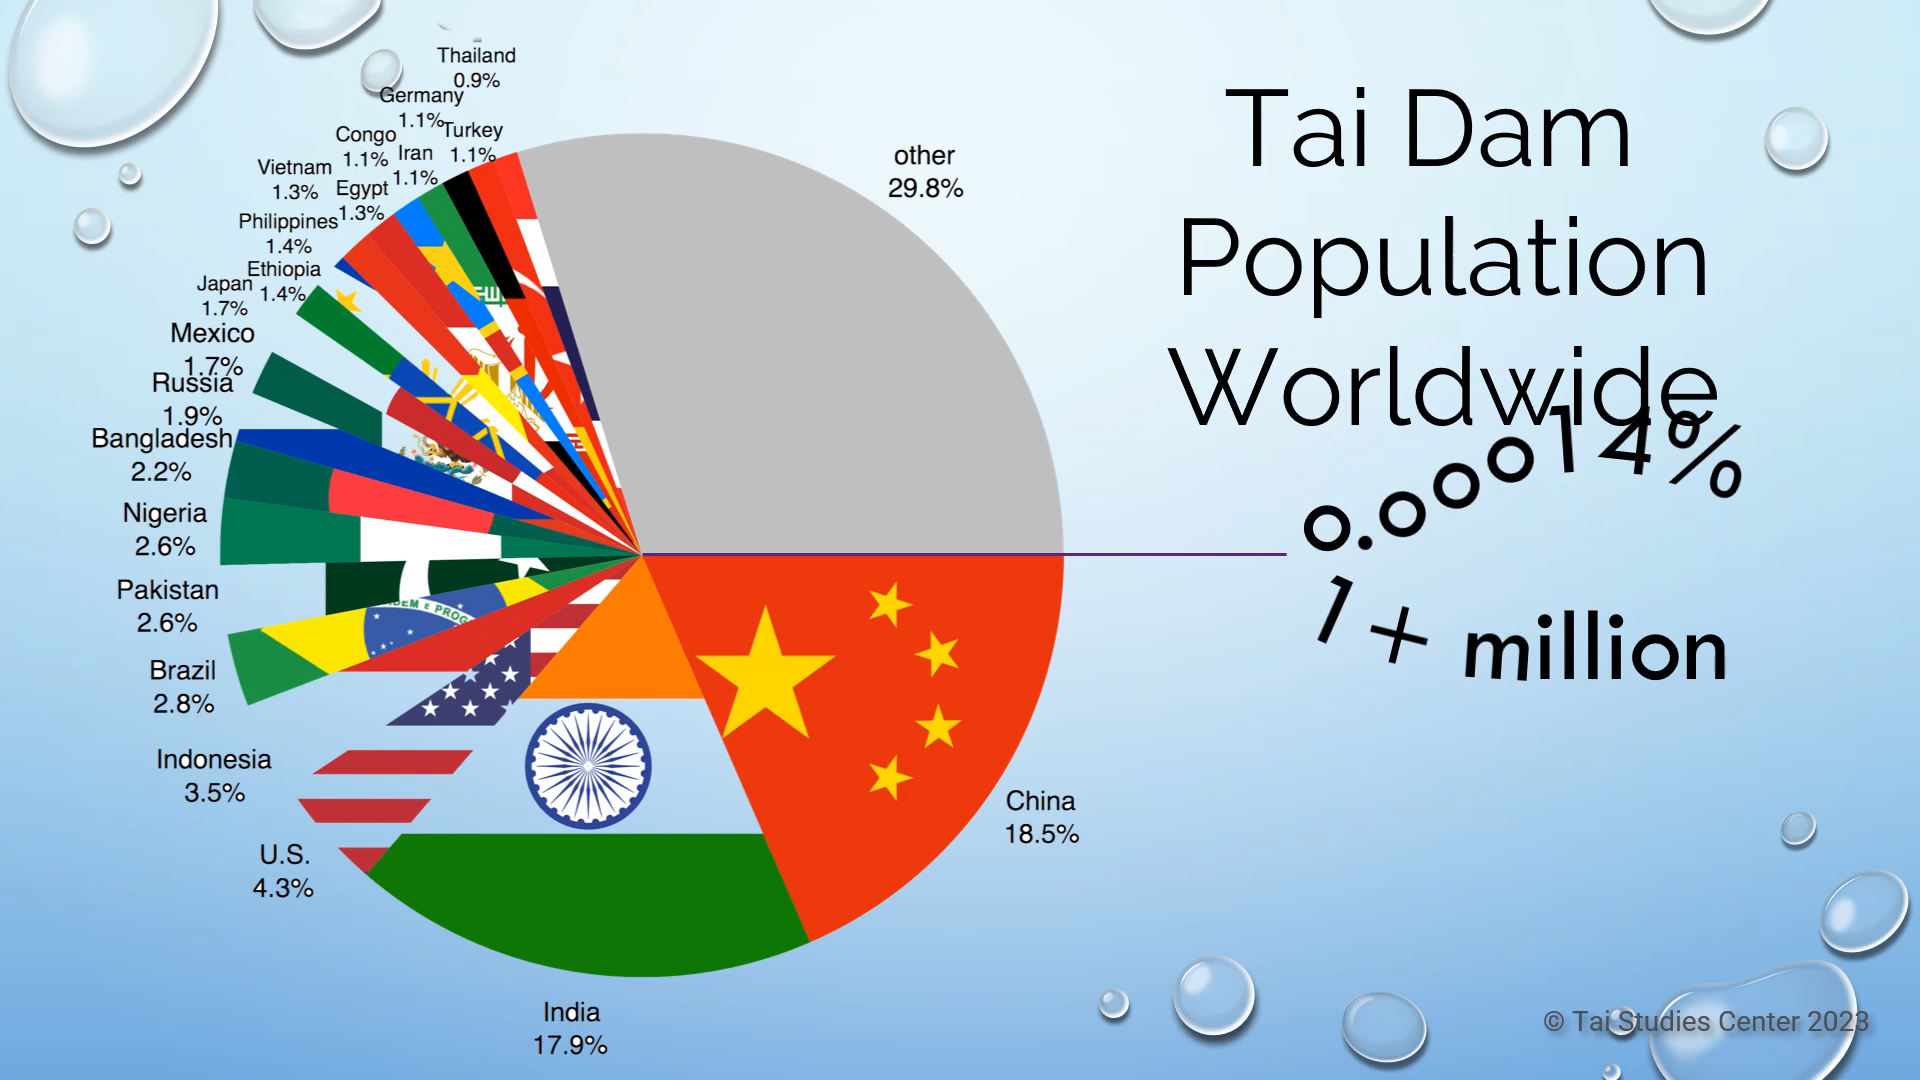 Tai Dam
Population
Worldwide
0.00014%
1+ million
Thailand
0.9%
Germany
1.1%
Turkey
1.1%
Congo
1.1%
Iran
1.1%
Vietnam
1.3%
Egypt
1.3%
Philippines
1.4%
Ethiopia
1.4%
Japan
1.7%
Mexico
1.7%
Russia
1.9%
Bangladesh
2.2%
Nigeria
2.6%
Pakistan
2.6%
Brazil
2.8%
Indonesia
3.5%
U.S.
4.3%
India
17.9%
China
18.5%
other
29.8%
DEM E PROG
© Tai Studies Center 2023